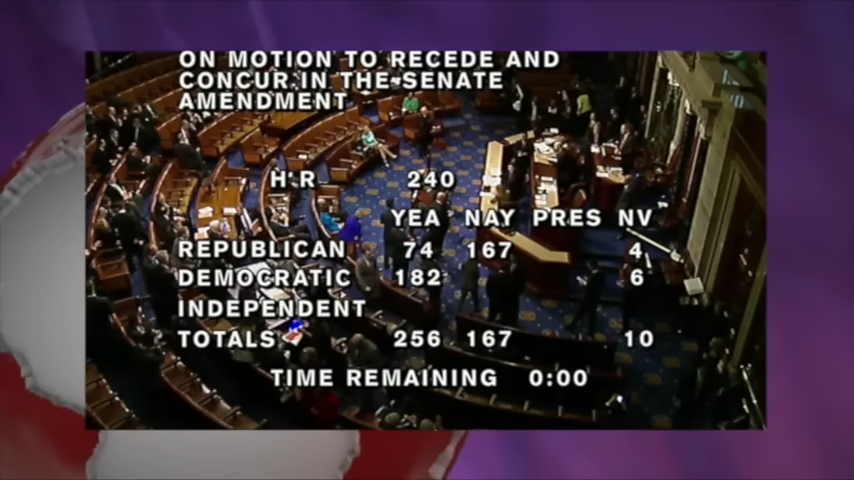 ON MOTION TO RECEDE AND
CONCUR IN THE SENATE
AMENDMENT
H R 240
YEA NAY PRES NV
REPUBLICAN 74 167 4
DEMOCRATIC 182 6
INDEPENDENT
TOTALS 256 167 10
TIME REMAINING 0:00